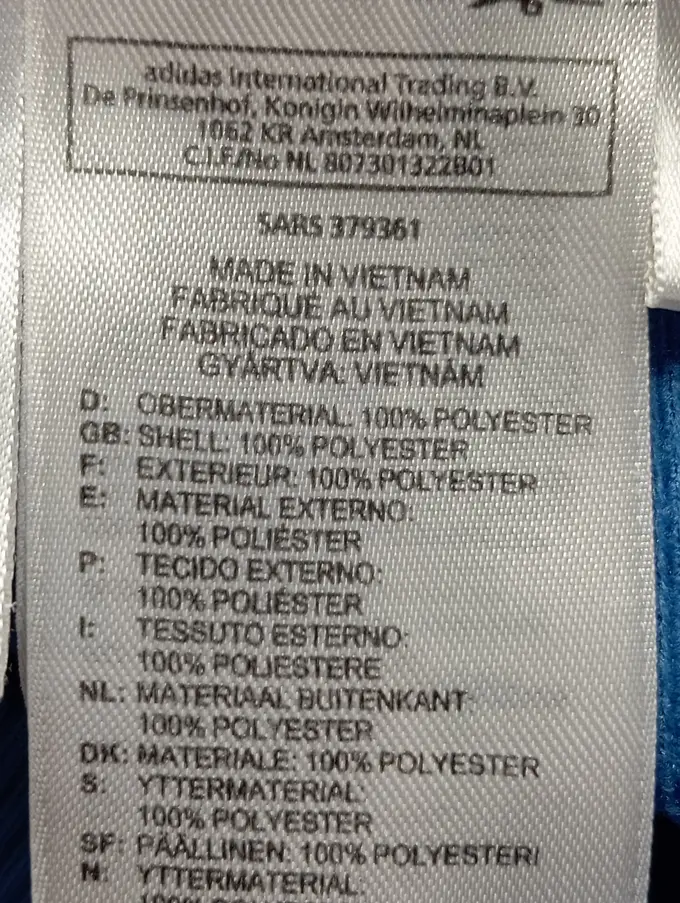 adidas International Trading B.V.
De Prinsenhof, Konigin Wilhelminaplein 30
1062 KR Amsterdam, NL
C.I.F./No NL 807301322B01
SARS 379361
MADE IN VIETNAM
FABRIQUÉ AU VIETNAM
FABRICADO EN VIETNAM
GYÁRTVA: VIETNÁM
D: OBERMATERIAL: 100% POLYESTER
GB: SHELL: 100% POLYESTER
F: EXTERIEUR: 100% POLYESTER
E: MATERIAL EXTERNO:
100% POLIÉSTER
P: TECIDO EXTERNO:
100% POLIÉSTER
I: TESSUTO ESTERNO:
100% POLIESTERE
NL: MATERIAAL BUITENKANT:
100% POLYESTER
DK: MATERIALE: 100% POLYESTER
S: YTTERMATERIAL:
100% POLYESTER
SF: PÄÄLLINEN: 100% POLYESTERI
N: YTTERMATERIAL: